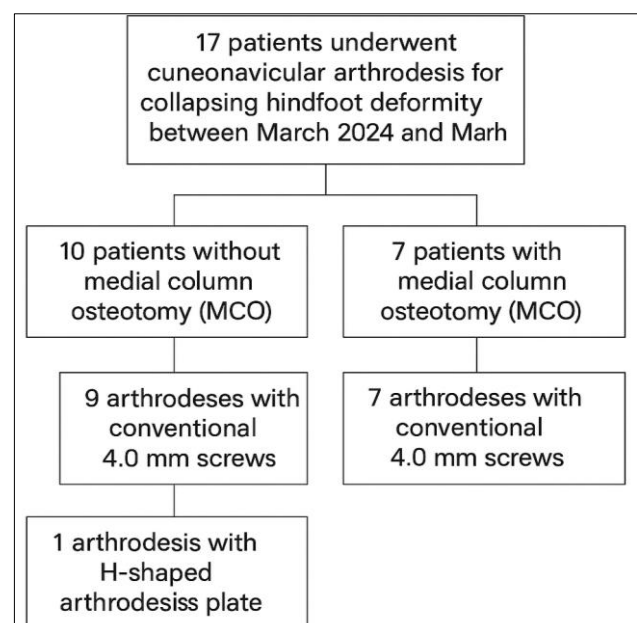 17 patients underwent
cuneonavicular arthrodesis for
collapsing hindfoot deformity
between March 2024 and Marh
10 patients without
medial column
osteotomy (MCO)
7 patients with
medial column
osteotomy (MCO)
9 arthrodeses with
conventional
4.0 mm screws
7 arthrodeses with
conventional
4.0 mm screws
1 arthrodesis with
H-shaped
arthrodesiss plate